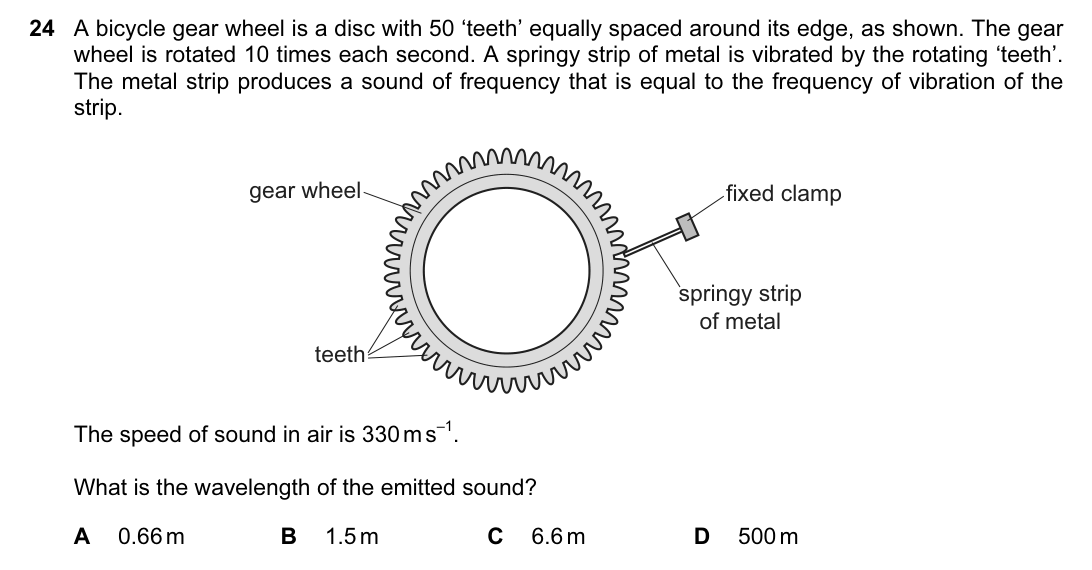 24 A bicycle gear wheel is a disc with 50 ‘teeth’ equally spaced around its edge, as shown. The gear
wheel is rotated 10 times each second. A springy strip of metal is vibrated by the rotating ‘teeth’.
The metal strip produces a sound of frequency that is equal to the frequency of vibration of the
strip.
gear wheel
fixed clamp
springy strip
of metal
teeth
The speed of sound in air is 330 m s⁻¹.
What is the wavelength of the emitted sound?
A 0.66 m B 1.5 m C 6.6 m D 500 m